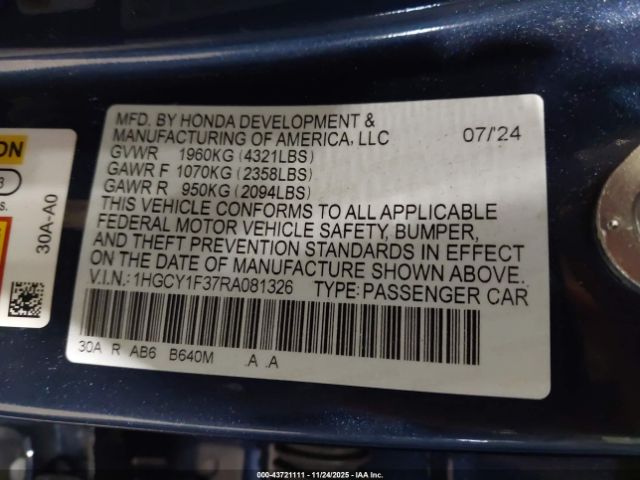 MFD. BY HONDA DEVELOPMENT &
MANUFACTURING OF AMERICA, LLC 07/'24
GVWR 1960KG (4321LBS)
GAWR F 1070KG (2358LBS)
GAWR R 950KG (2094LBS)
THIS VEHICLE CONFORMS TO ALL APPLICABLE
FEDERAL MOTOR VEHICLE SAFETY, BUMPER,
AND THEFT PREVENTION STANDARDS IN EFFECT
ON THE DATE OF MANUFACTURE SHOWN ABOVE.
V.I.N.: 1HGCY1F37RA081326 TYPE: PASSENGER CAR
30A R AB6 B640M .A .A
ON
3
s.
30A-A0
000-43721111 - 11/24/2025 - IAA Inc.